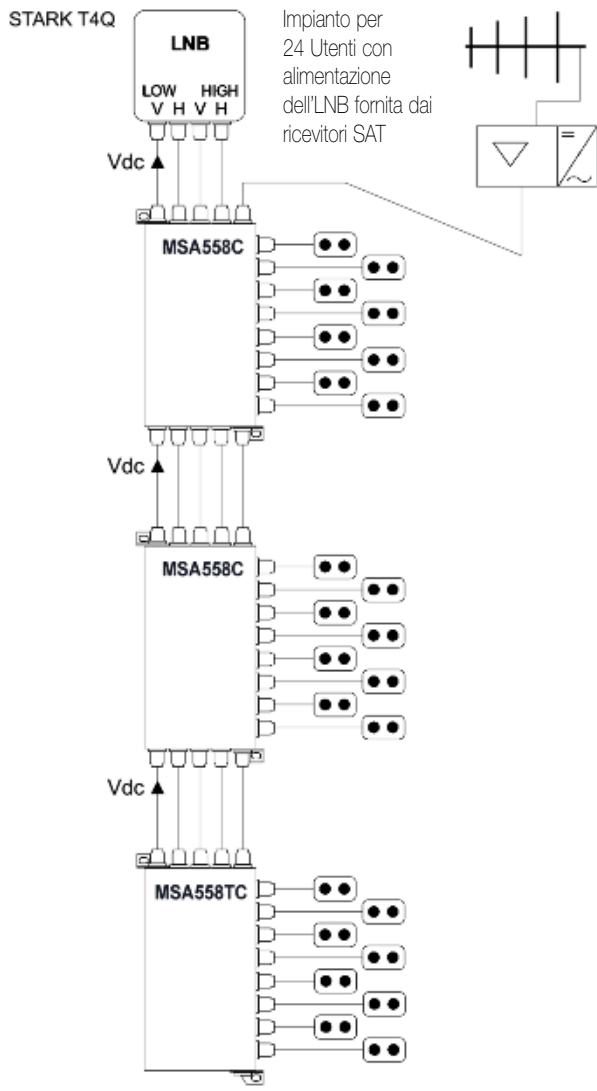 STARK T4Q
LNB
LOW HIGH
V H V H
Impianto per
24 Utenti con
alimentazione
dell'LNB fornita dai
ricevitori SAT
Vdc
MSA558C
Vdc
MSA558C
Vdc
MSA558TC